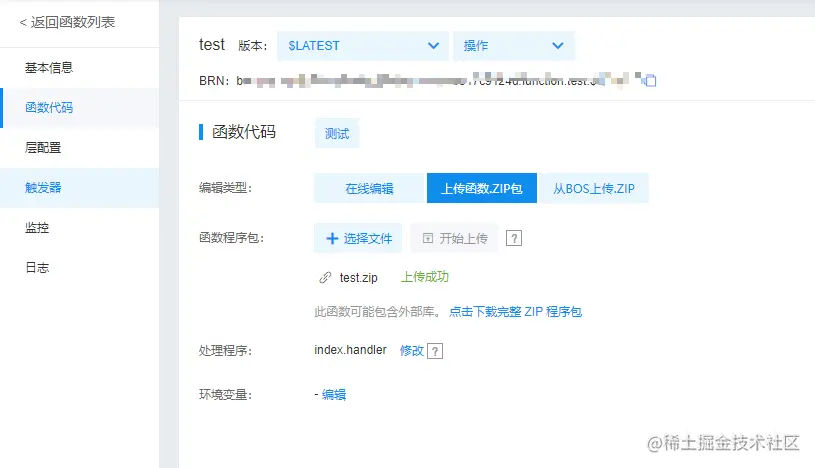 < 返回函数列表
基本信息
函数代码
层配置
触发器
监控
日志
test 版本: $LATEST 操作
BRN:
函数代码 测试
编辑类型: 在线编辑 上传函数.ZIP包 从BOS上传.ZIP
函数程序包: + 选择文件 开始上传 ?
test.zip 上传成功
此函数可能包含外部库。 点击下载完整 ZIP 程序包
处理程序: index.handler 修改 ?
环境变量: - 编辑
@稀土掘金技术社区